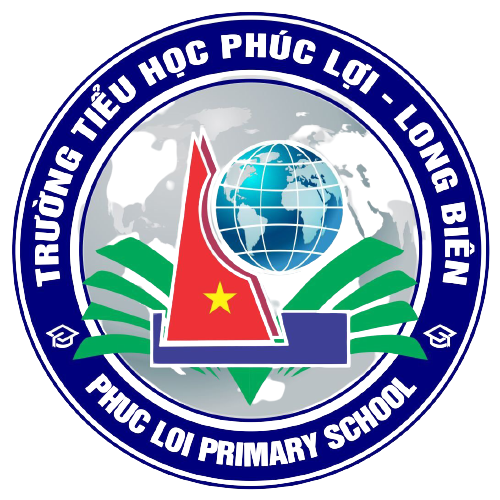 TRƯỜNG TIỂU HỌC PHÚC LỢI - LONG BIÊN
PHUC LOI PRIMARY SCHOOL